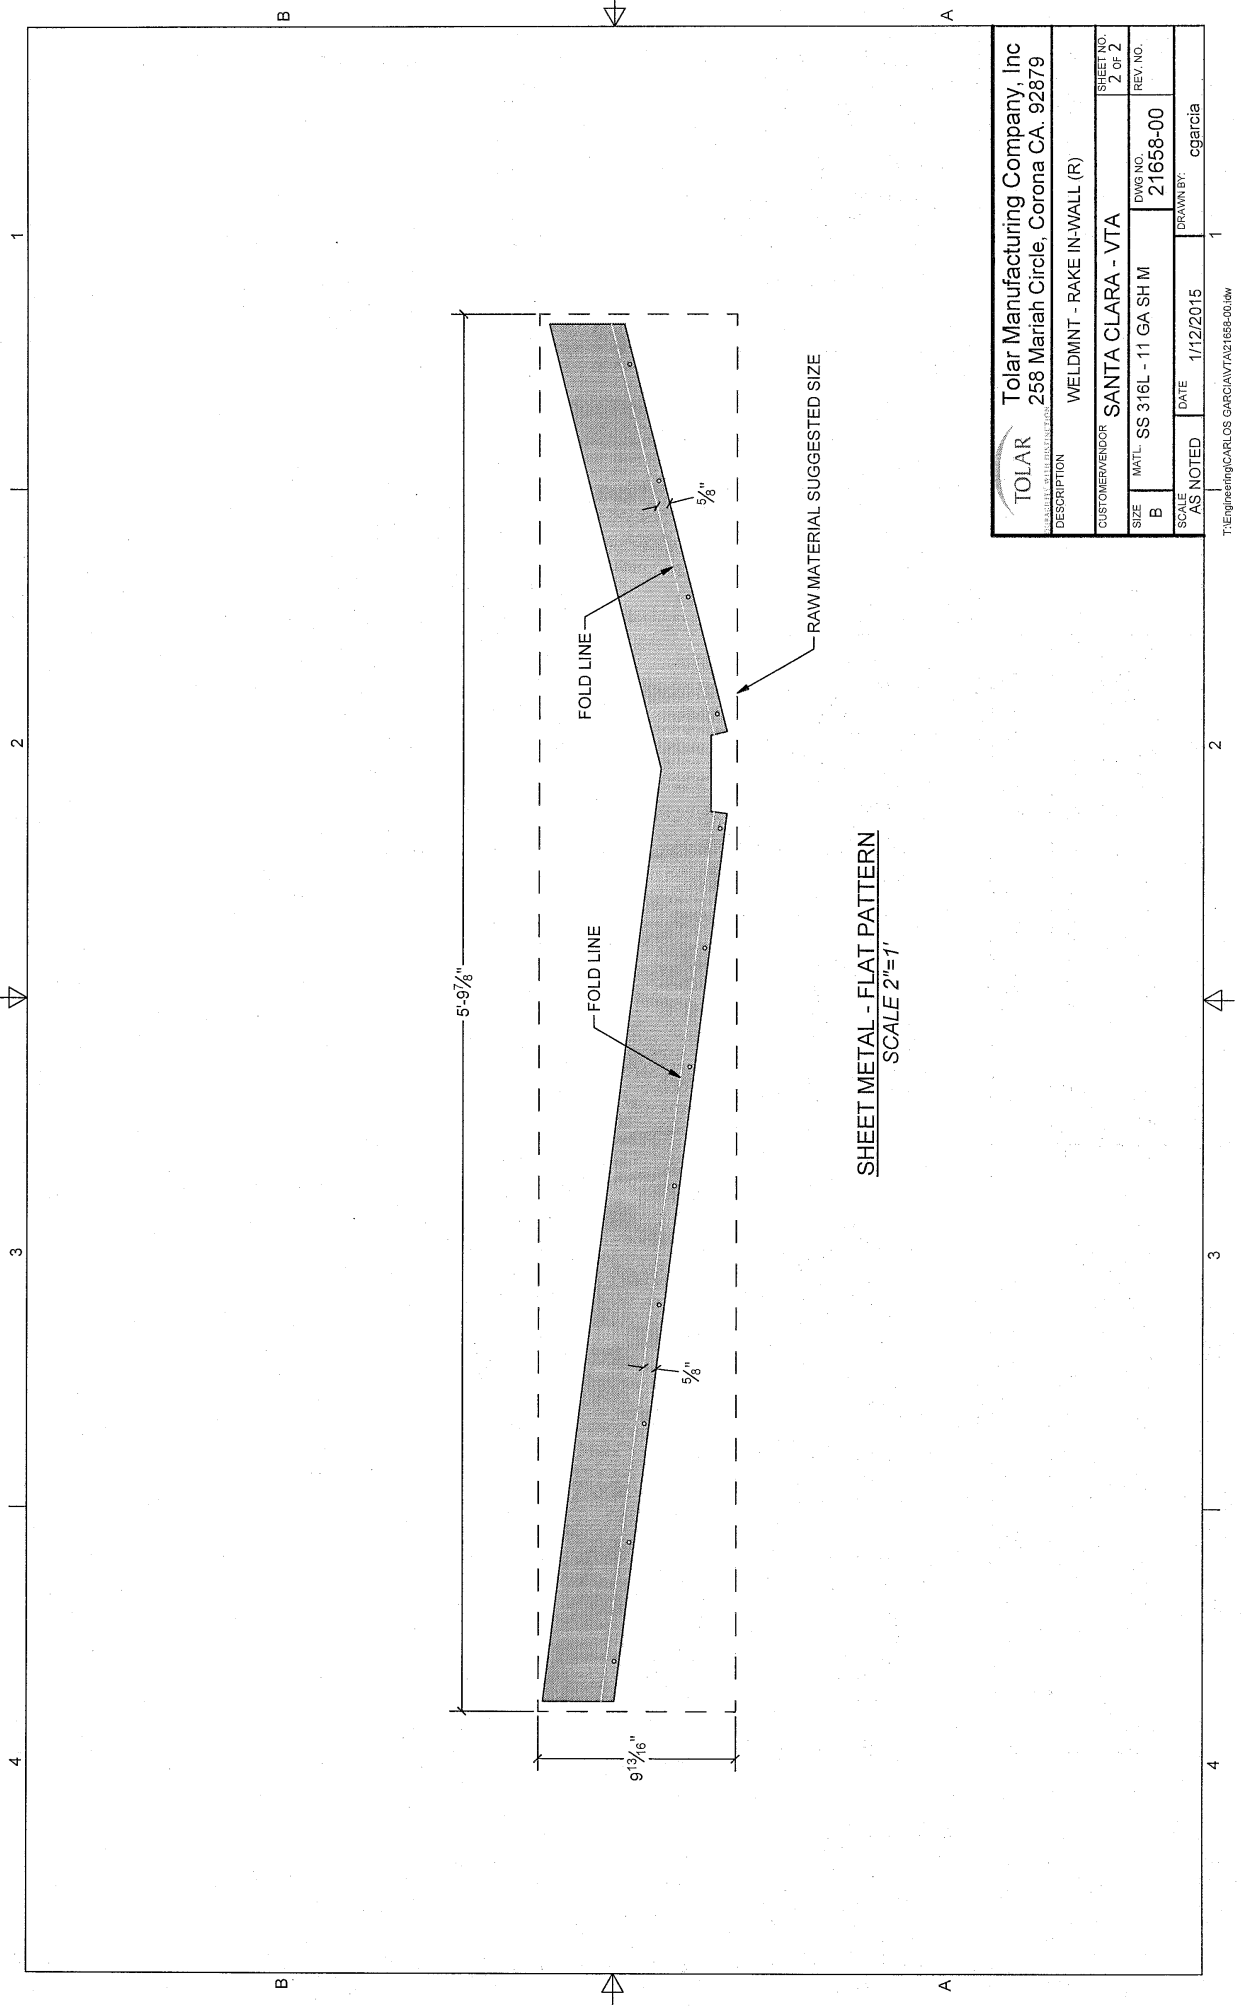 B
A
4
3
2
1
5'-9⅞"
9 13/16"
FOLD LINE
FOLD LINE
⅝"
⅝"
RAW MATERIAL SUGGESTED SIZE
SHEET METAL - FLAT PATTERN
SCALE 2"=1'
TOLAR
Tolar Manufacturing Company, Inc
258 Mariah Circle, Corona CA. 92879
DESCRIPTION
WELDMNT - RAKE IN-WALL (R)
CUSTOMER/VENDOR
SANTA CLARA - VTA
SHEET NO.
2 OF 2
SIZE
B
MATL.
SS 316L - 11 GA SH M
DWG NO.
21658-00
REV. NO.
SCALE
AS NOTED
DATE
1/12/2015
DRAWN BY:
cgarcia
4
3
2
1
B
A
T:\Engineering\CARLOS GARCIA\VTA\21658-00.idw